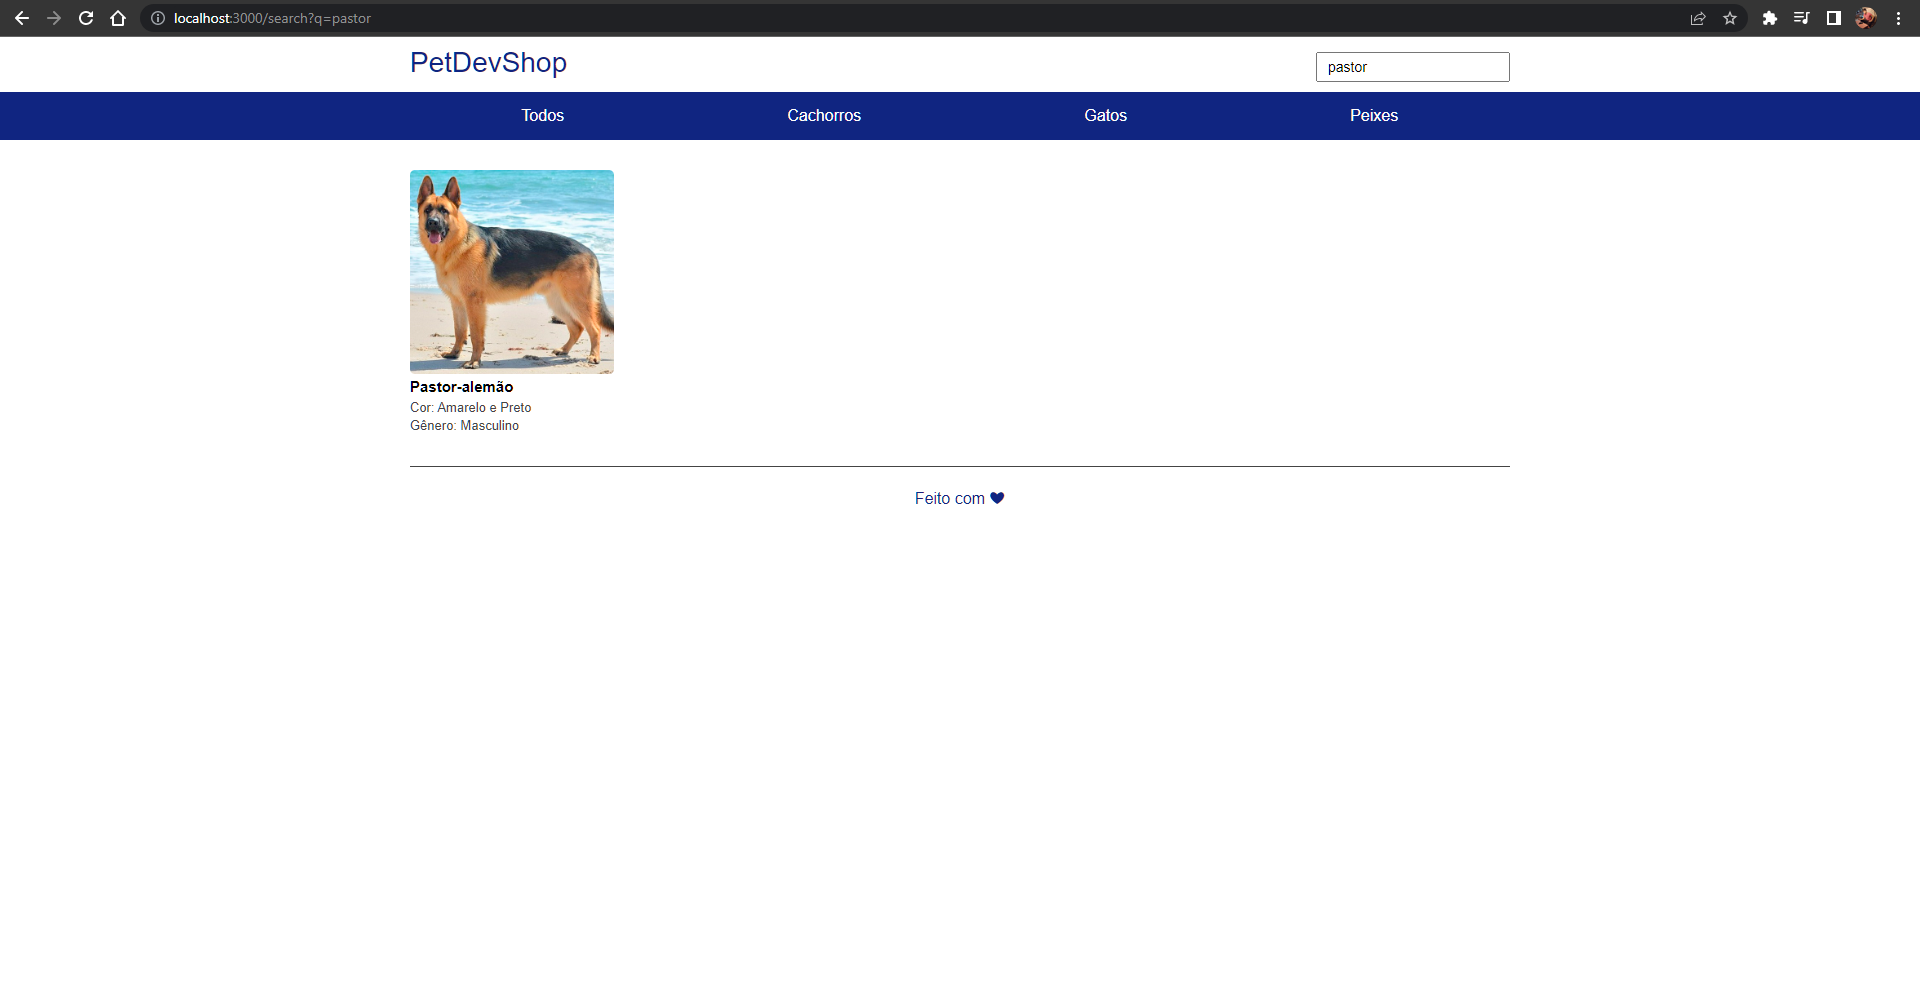 localhost:3000/search?q=pastor
PetDevShop
pastor
Todos Cachorros Gatos Peixes
Pastor-alemão
Cor: Amarelo e Preto
Gênero: Masculino
Feito com